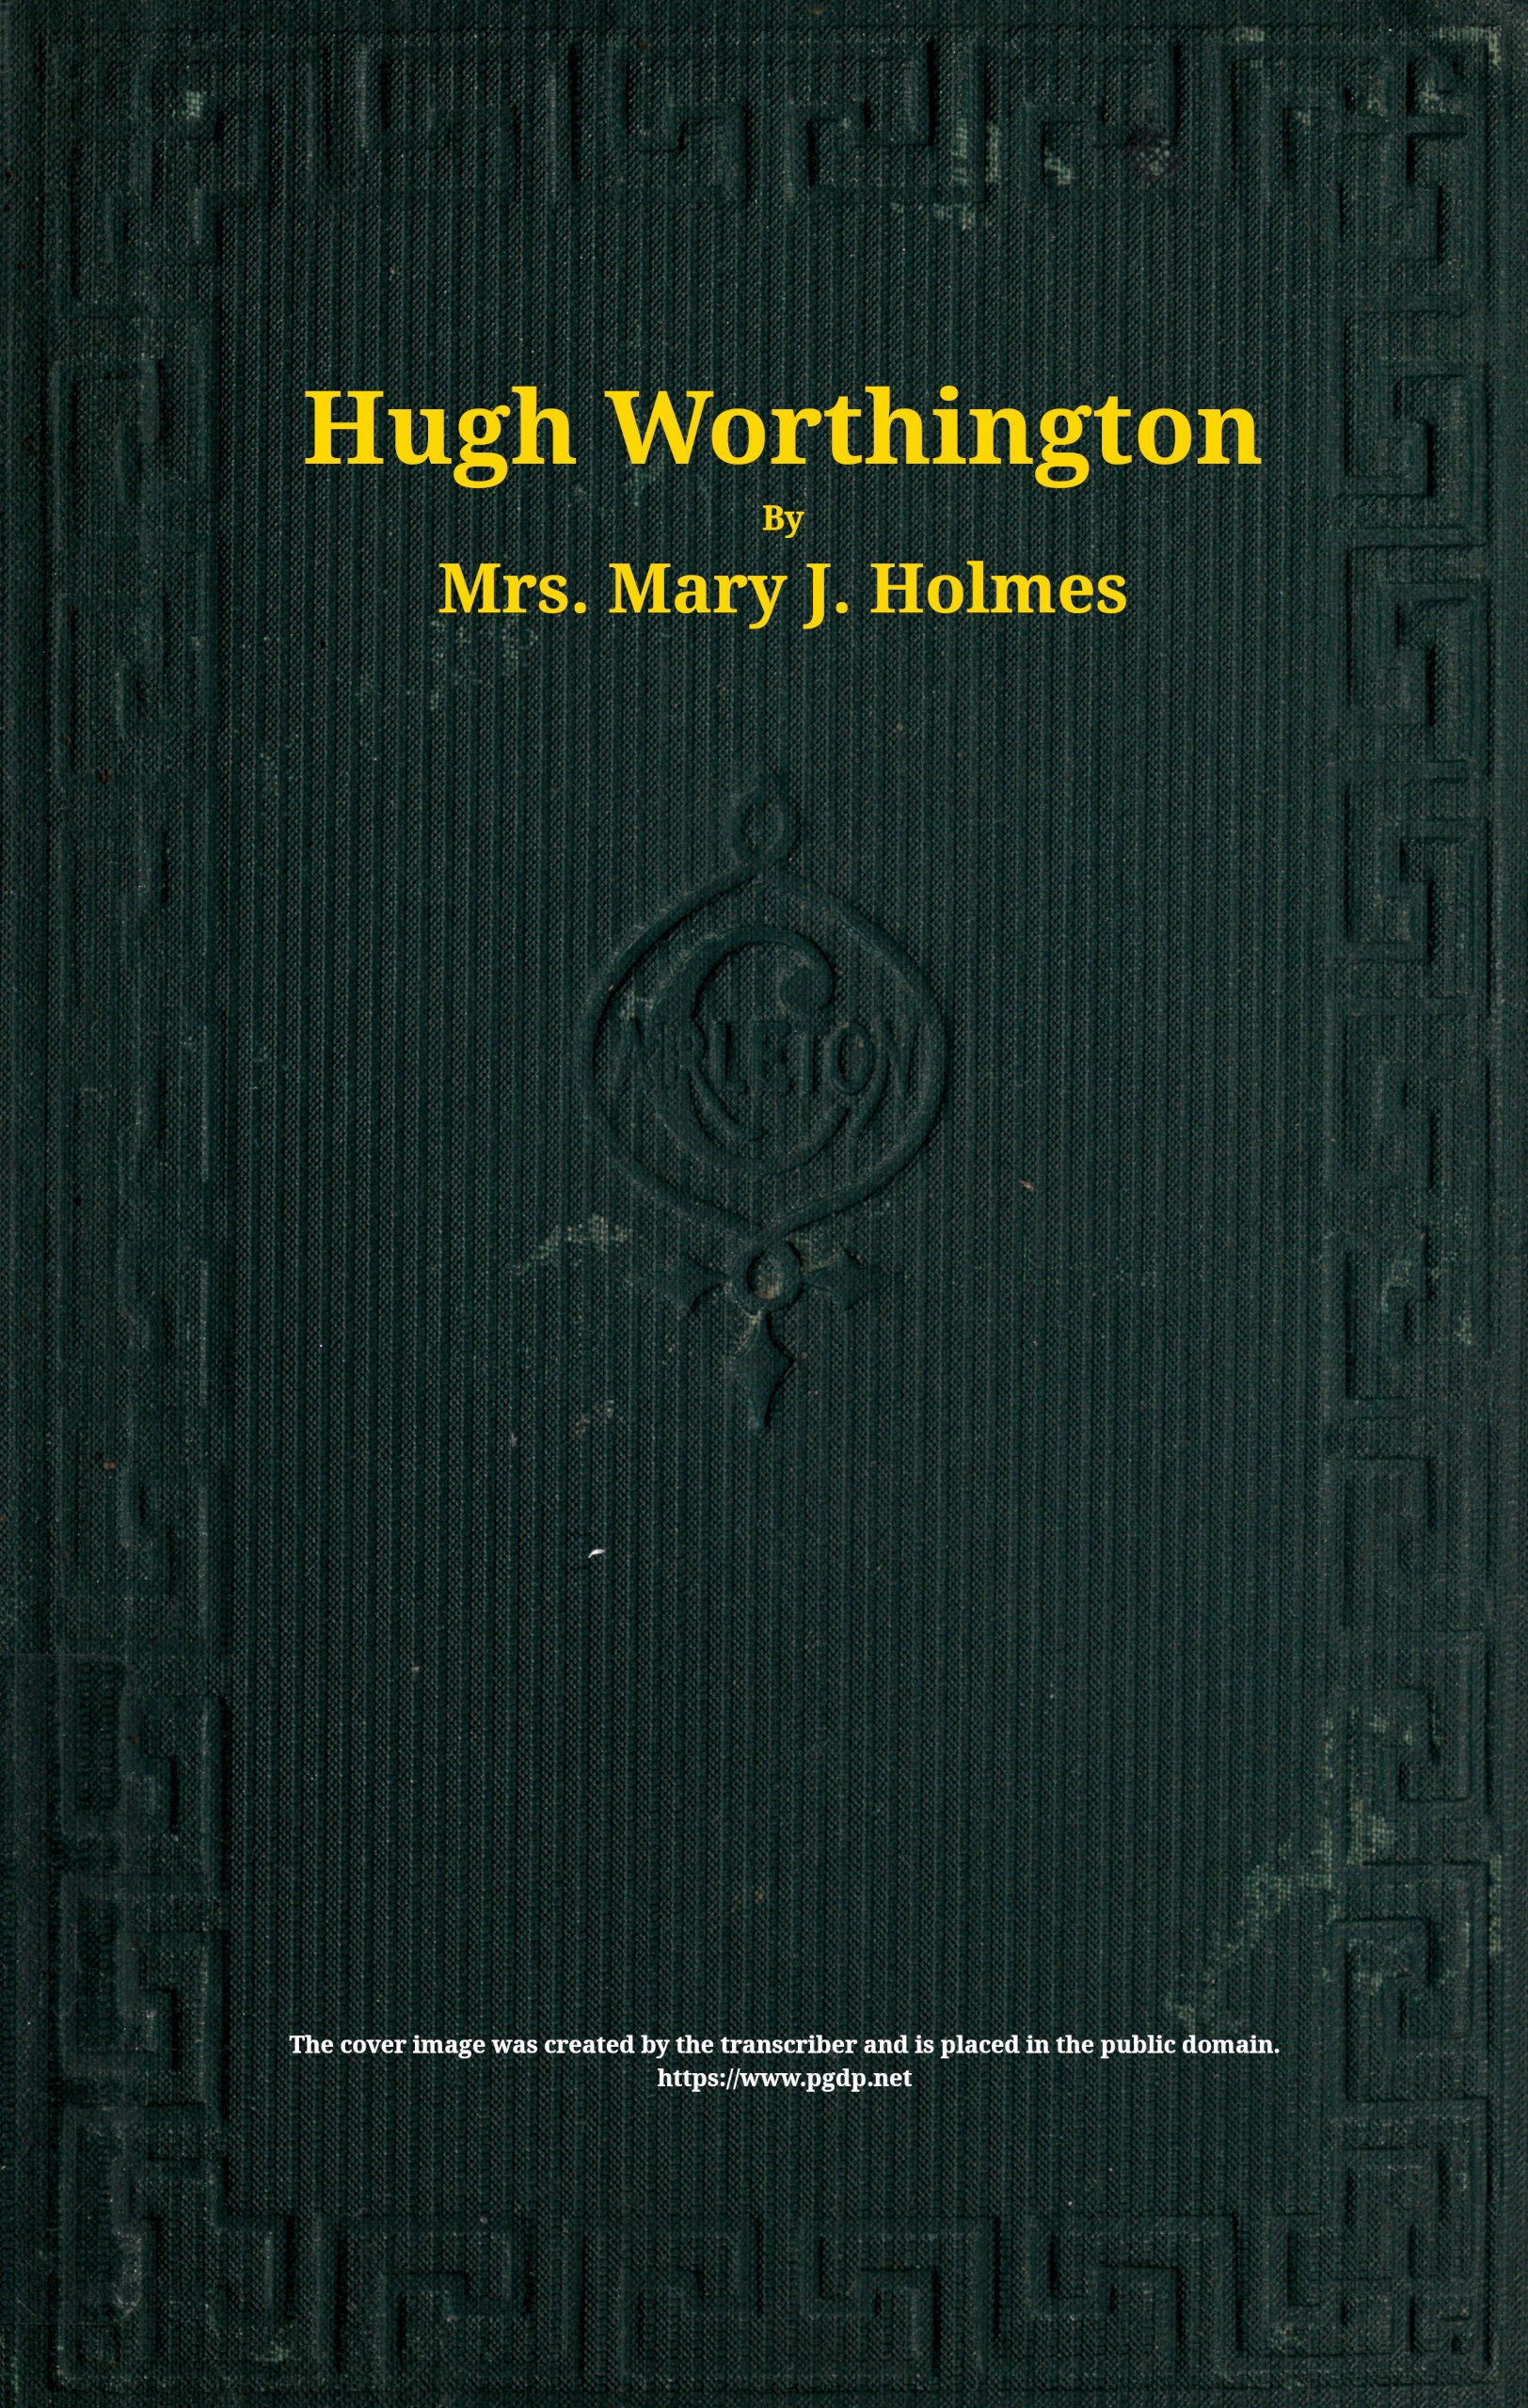 Hugh Worthington
By
Mrs. Mary J. Holmes
CARLETON
The cover image was created by the transcriber and is placed in the public domain.
https://www.pgdp.net